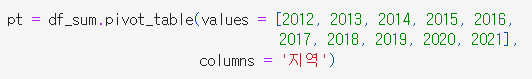 pt = df_sum.pivot_table(values = [2012, 2013, 2014, 2015, 2016,
2017, 2018, 2019, 2020, 2021],
columns = '지역')